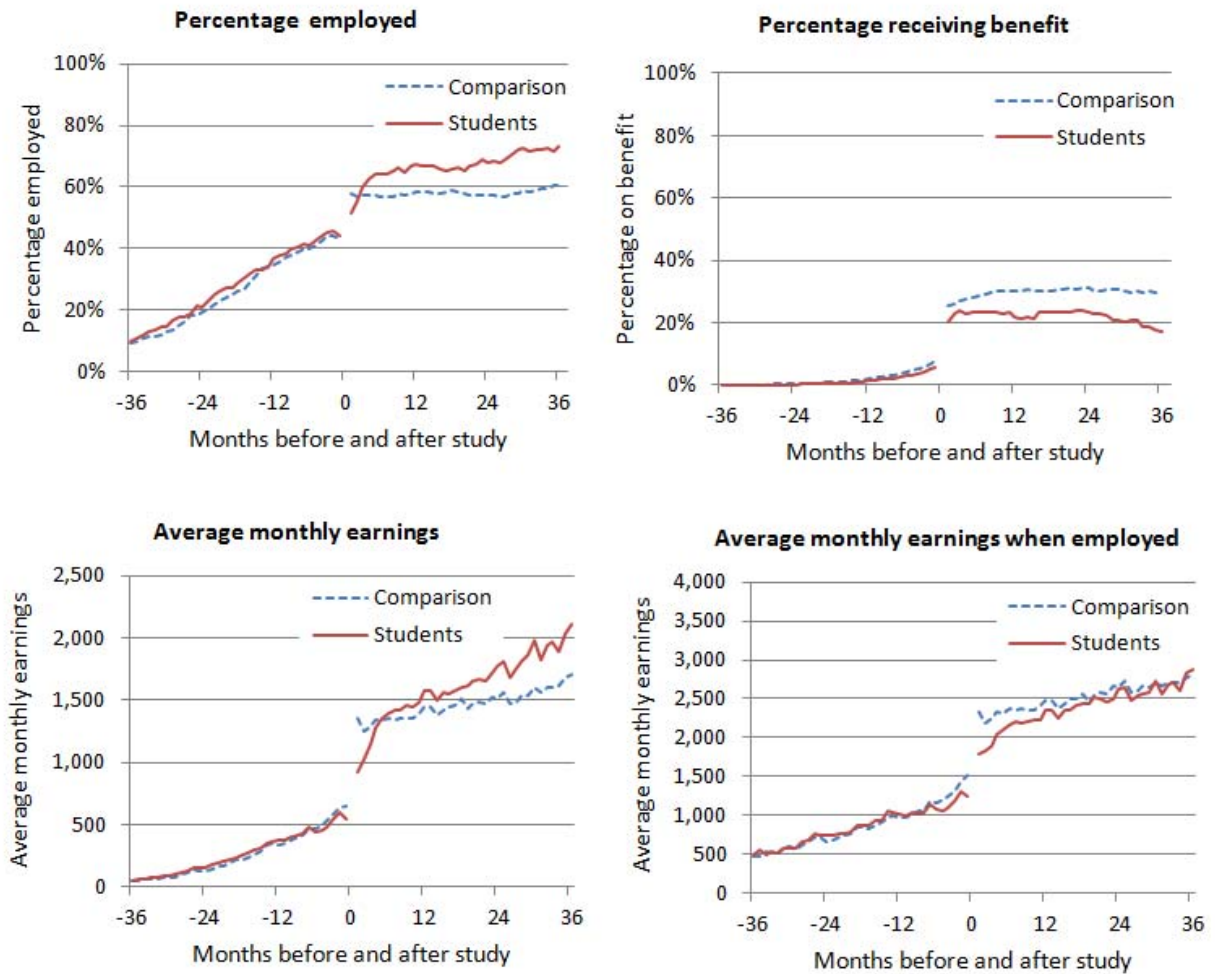 Percentage employed
100%
80%
60%
40%
20%
0%
Percentage employed
Comparison
Students
-36 -24 -12 0 12 24 36
Months before and after study
Percentage receiving benefit
100%
80%
60%
40%
20%
0%
Percentage on benefit
Comparison
Students
-36 -24 -12 0 12 24 36
Months before and after study
Average monthly earnings
2,500
2,000
1,500
1,000
500
0
Average monthly earnings
Comparison
Students
-36 -24 -12 0 12 24 36
Months before and after study
Average monthly earnings when employed
4,000
3,500
3,000
2,500
2,000
1,500
1,000
500
0
Average monthly earnings
Comparison
Students
-36 -24 -12 0 12 24 36
Months before and after study